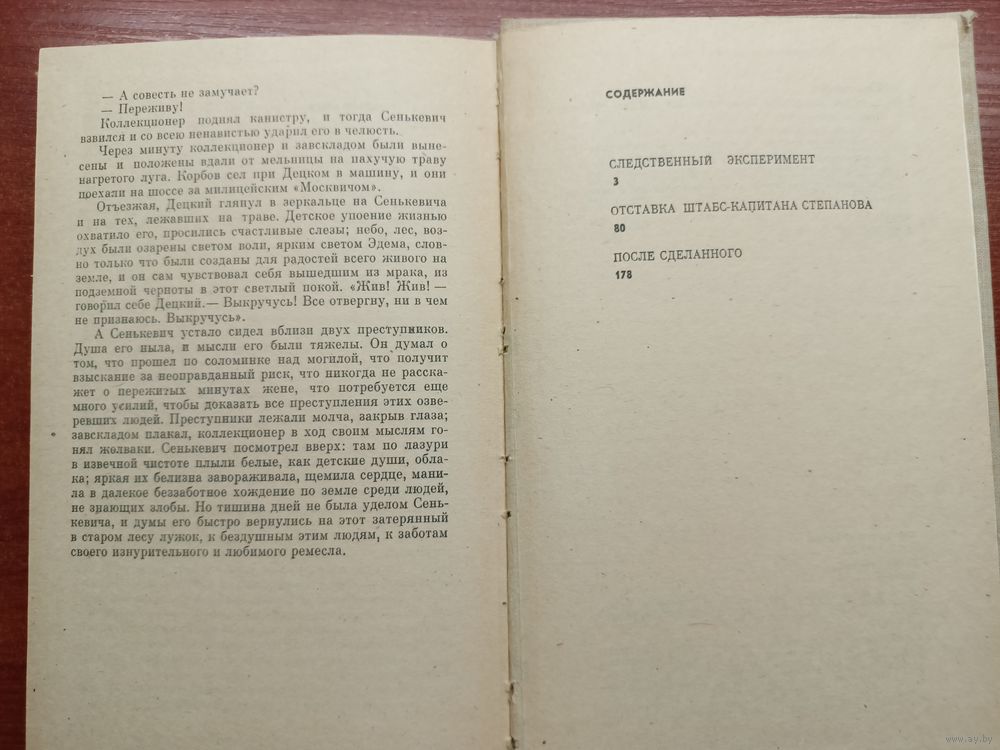 — А совесть не замучает?
— Переживу!
Коллекционер поднял канистру, и тогда Сенькевич
взвился и со всею ненавистью ударил его в челюсть.
Через минуту коллекционер и завскладом были выне-
сены и положены вдали от мельницы на пахучую траву
нагретого луга. Корбов сел при Децком в машину, и они
поехали на шоссе за милицейским «Москвичом».
Отъезжая, Децкий глянул в зеркальце на Сенькевича
и на тех, лежавших на траве. Детское упоение жизнью
охватило его, просились счастливые слезы; небо, лес, воз-
дух были озарены светом воли, ярким светом Эдема, слов-
но только что были созданы для радостей всего живого на
земле, и он сам чувствовал себя вышедшим из мрака, из
подземной черноты в этот светлый покой. «Жив! Жив! —
говорил себе Децкий.— Выкручусь! Все отвергну, ни в чем
не признаюсь. Выкручусь».
А Сенькевич устало сидел вблизи двух преступников.
Душа его ныла, и мысли его были тяжелы. Он думал о
том, что прошел по соломинке над могилой, что получит
взыскание за неоправданный риск, что никогда не расска-
жет о пережитых минутах жене, что потребуется еще
много усилий, чтобы доказать все преступления этих озве-
ревших людей. Преступники лежали молча, закрыв глаза;
завскладом плакал, коллекционер в ход своим мыслям го-
нял желваки. Сенькевич посмотрел вверх: там по лазури
в извечной чистоте плыли белые, как детские души, обла-
ка; яркая их белизна завораживала, щемила сердце, мани-
ла в далекое беззаботное хождение по земле среди людей,
не знающих злобы. Но тишина дней не была уделом Сень-
кевича, и думы его быстро вернулись на этот затерянный
в старом лесу лужок, к бездушным этим людям, к заботам
своего изнурительного и любимого ремесла.
СОДЕРЖАНИЕ
СЛЕДСТВЕННЫЙ ЭКСПЕРИМЕНТ
3
ОТСТАВКА ШТАБС-КАПИТАНА СТЕПАНОВА
80
ПОСЛЕ СДЕЛАННОГО
178
www.ay.by